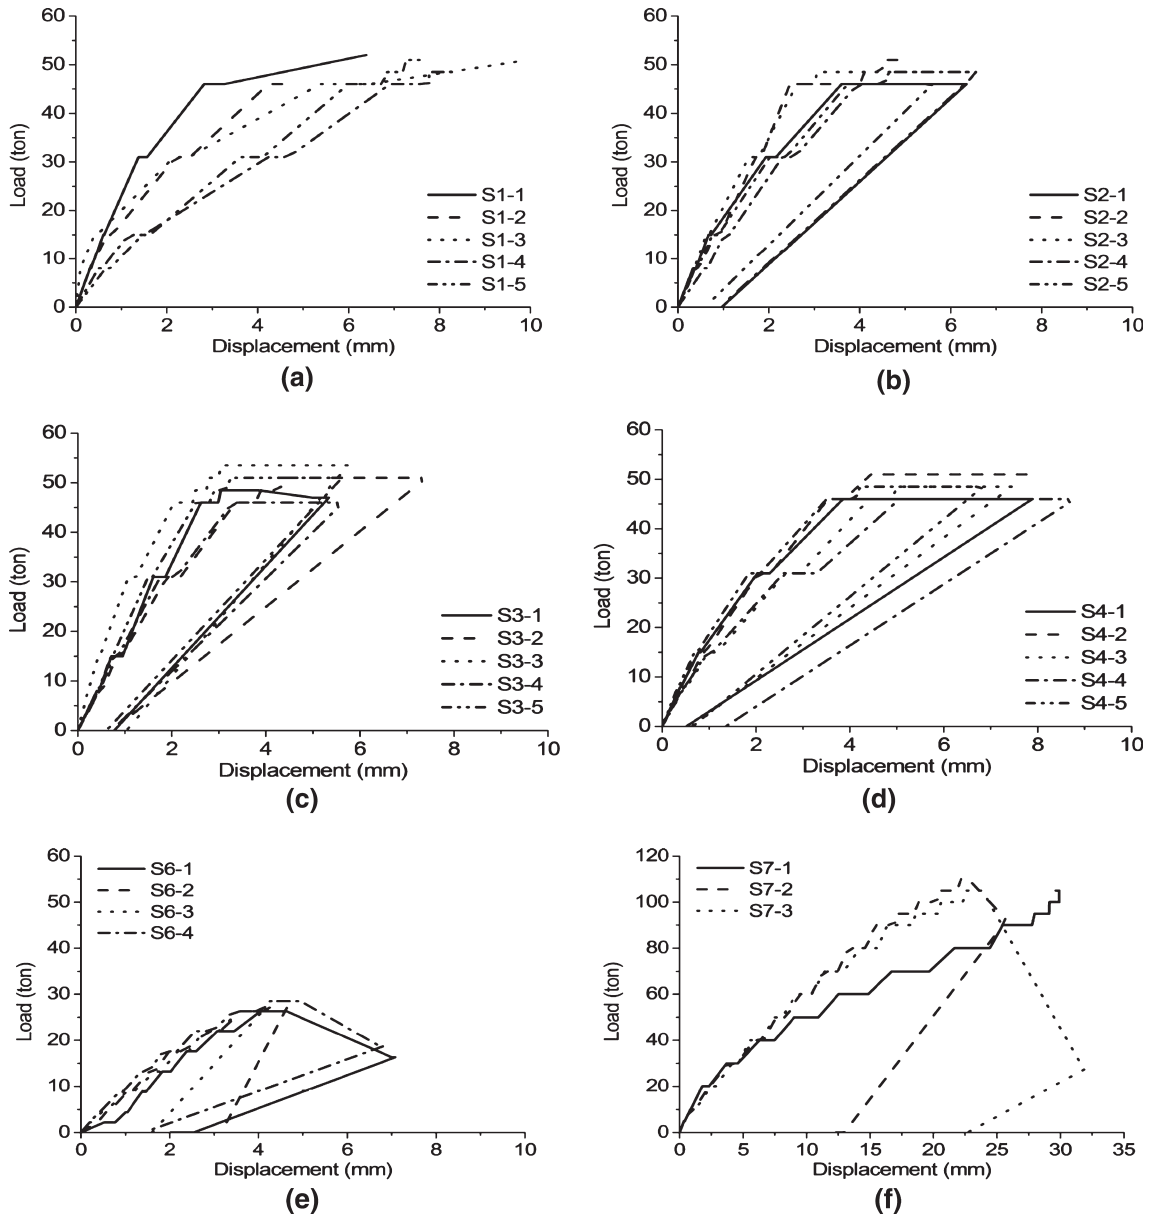 60
50
40
30
20
10
0
Load (ton)
S1-1
S1-2
S1-3
S1-4
S1-5
0 2 4 6 8 10
Displacement (mm)
(a)
60
50
40
30
20
10
0
Load (ton)
S2-1
S2-2
S2-3
S2-4
S2-5
0 2 4 6 8 10
Displacement (mm)
(b)
60
50
40
30
20
10
0
Load (ton)
S3-1
S3-2
S3-3
S3-4
S3-5
0 2 4 6 8 10
Displacement (mm)
(c)
60
50
40
30
20
10
0
Load (ton)
S4-1
S4-2
S4-3
S4-4
S4-5
0 2 4 6 8 10
Displacement (mm)
(d)
60
50
40
30
20
10
0
Load (ton)
S6-1
S6-2
S6-3
S6-4
0 2 4 6 8 10
Displacement (mm)
(e)
120
100
80
60
40
20
0
Load (ton)
S7-1
S7-2
S7-3
0 5 10 15 20 25 30 35
Displacement (mm)
(f)